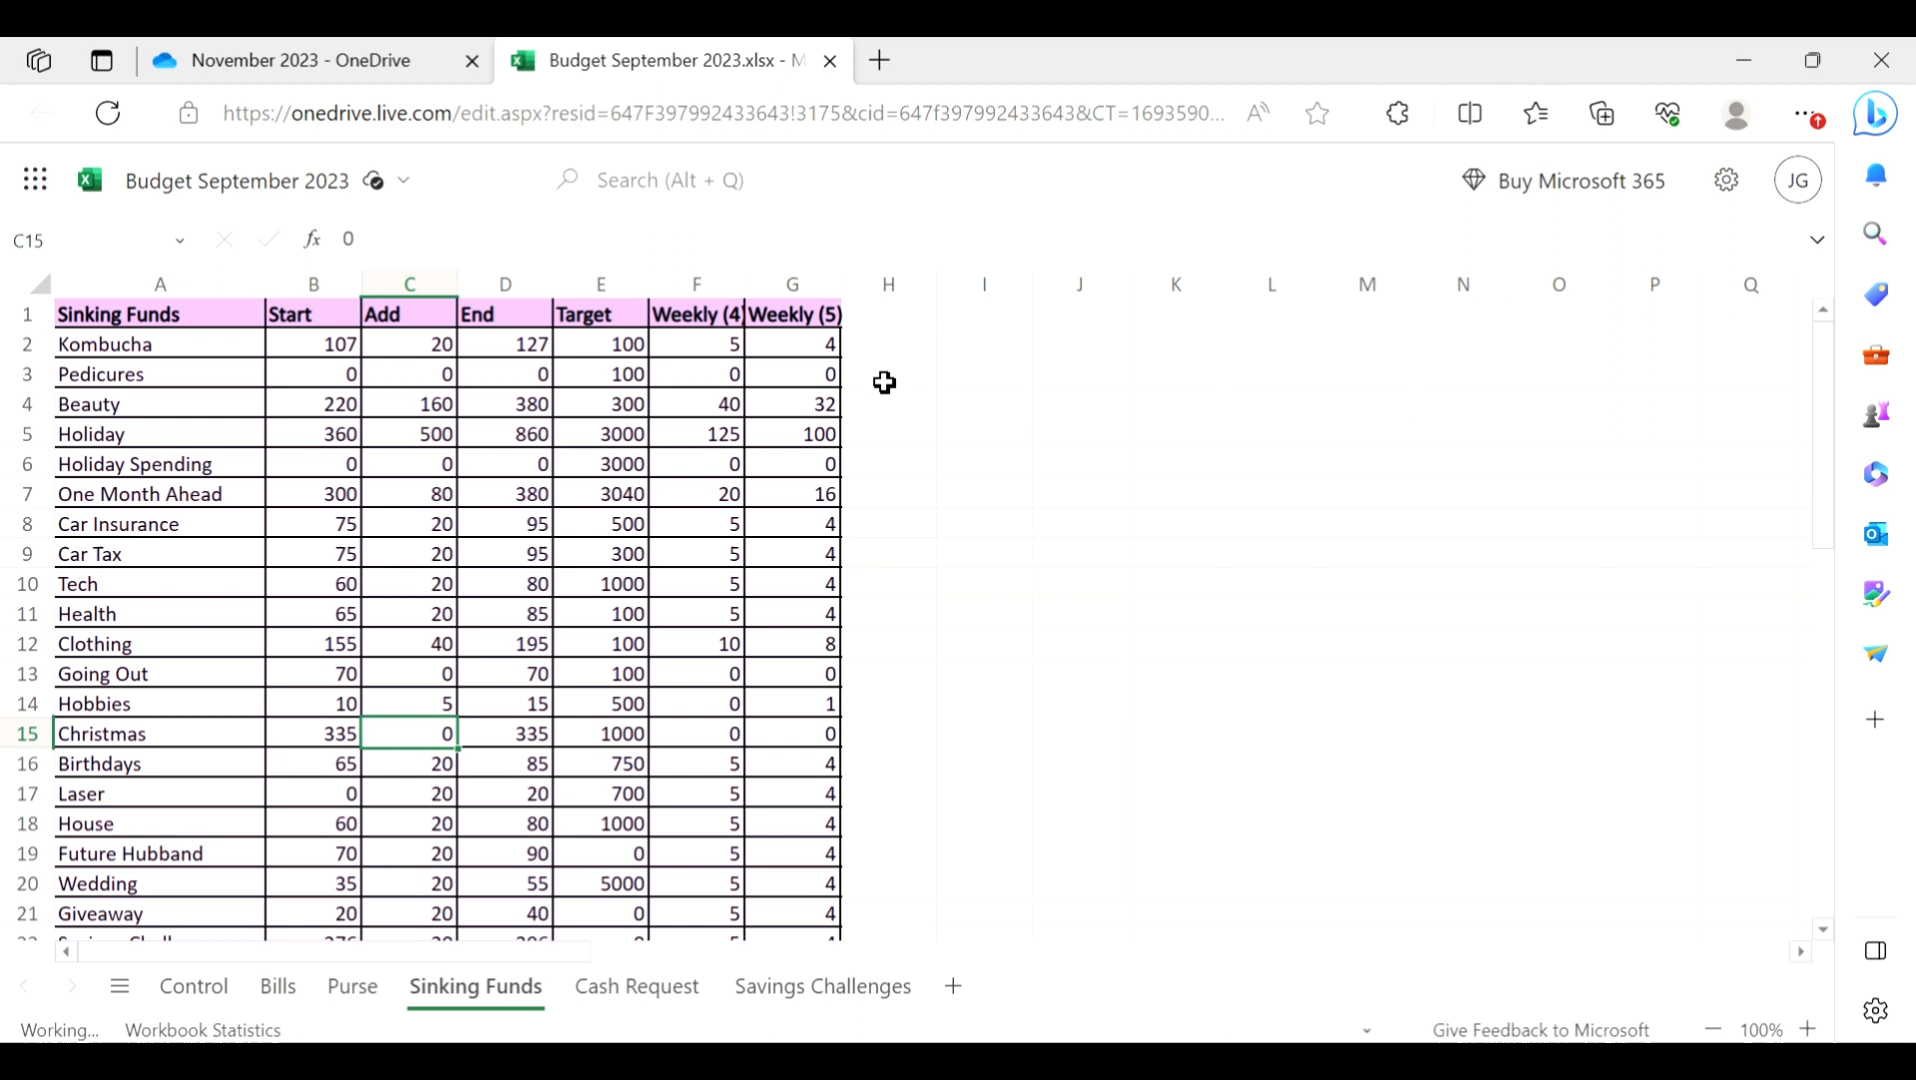 November 2023 - OneDrive
Budget September 2023.xlsx - M
https://onedrive.live.com/edit.aspx?resid=647F397992433643!3175&cid=647f397992433643&CT=1693590...
Budget September 2023
Search (Alt + Q)
Buy Microsoft 365
JG
C15
fx 0
A B C D E F G H I J K L M N O P Q
1 Sinking Funds Start Add End Target Weekly (4) Weekly (5)
2 Kombucha 107 20 127 100 5 4
3 Pedicures 0 0 0 100 0 0
4 Beauty 220 160 380 300 40 32
5 Holiday 360 500 860 3000 125 100
6 Holiday Spending 0 0 0 3000 0 0
7 One Month Ahead 300 80 380 3040 20 16
8 Car Insurance 75 20 95 500 5 4
9 Car Tax 75 20 95 300 5 4
10 Tech 60 20 80 1000 5 4
11 Health 65 20 85 100 5 4
12 Clothing 155 40 195 100 10 8
13 Going Out 70 0 70 100 0 0
14 Hobbies 10 5 15 500 0 1
15 Christmas 335 0 335 1000 0 0
16 Birthdays 65 20 85 750 5 4
17 Laser 0 20 20 700 5 4
18 House 60 20 80 1000 5 4
19 Future Hubband 70 20 90 0 5 4
20 Wedding 35 20 55 5000 5 4
21 Giveaway 20 20 40 0 5 4
Control Bills Purse Sinking Funds Cash Request Savings Challenges
Working... Workbook Statistics
Give Feedback to Microsoft
100%